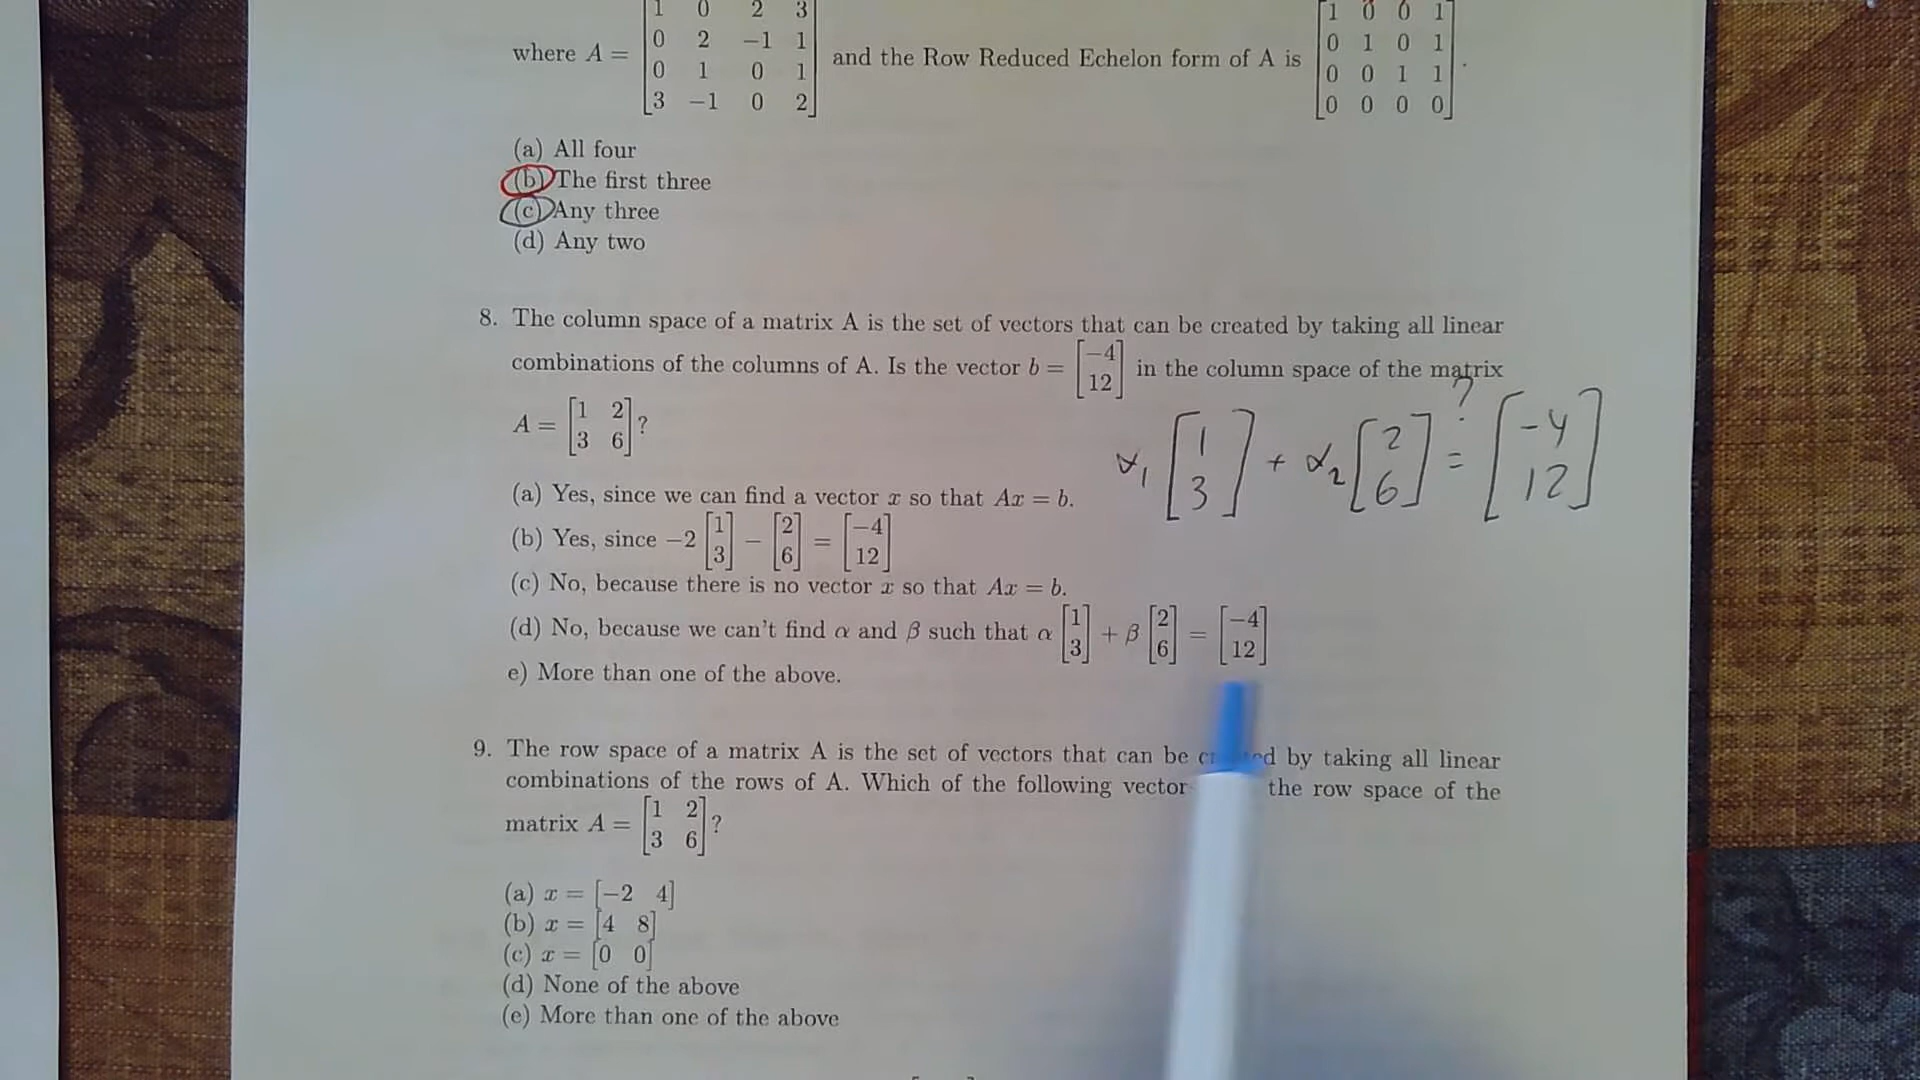 where A = [1 0 2 3
0 2 −1 1
0 1 0 1
3 −1 0 2] and the Row Reduced Echelon form of A is [1 0 0 1
0 1 0 1
0 0 1 1
0 0 0 0].
(a) All four
(b) The first three
(c) Any three
(d) Any two
8. The column space of a matrix A is the set of vectors that can be created by taking all linear
combinations of the columns of A. Is the vector b = [−4
12] in the column space of the matrix
A = [1 2
3 6]?
α₁ [1
3] + α₂ [2
6] =? [-4
12]
(a) Yes, since we can find a vector x so that Ax = b.
(b) Yes, since −2 [1
3] − [2
6] = [−4
12]
(c) No, because there is no vector x so that Ax = b.
(d) No, because we can't find α and β such that α [1
3] + β [2
6] = [−4
12]
e) More than one of the above.
9. The row space of a matrix A is the set of vectors that can be by taking all linear
combinations of the rows of A. Which of the following vector the row space of the
matrix A = [1 2
3 6]?
(a) x = [−2 4]
(b) x = [4 8]
(c) x = [0 0]
(d) None of the above
(e) More than one of the above